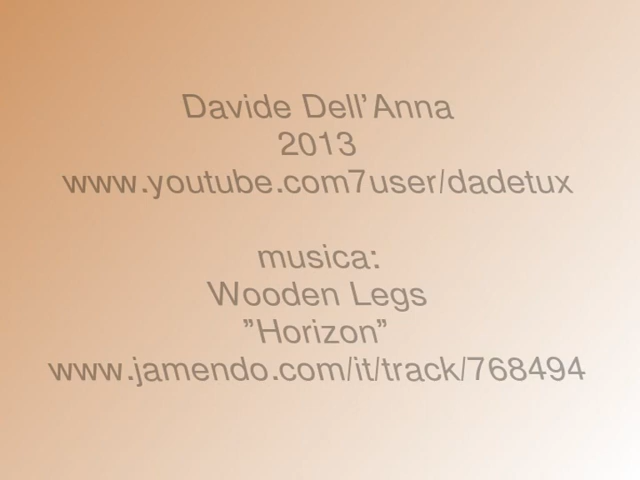 Davide Dell’Anna
2013
www.youtube.com7user/dadetux
musica:
Wooden Legs
”Horizon”
www.jamendo.com/it/track/768494